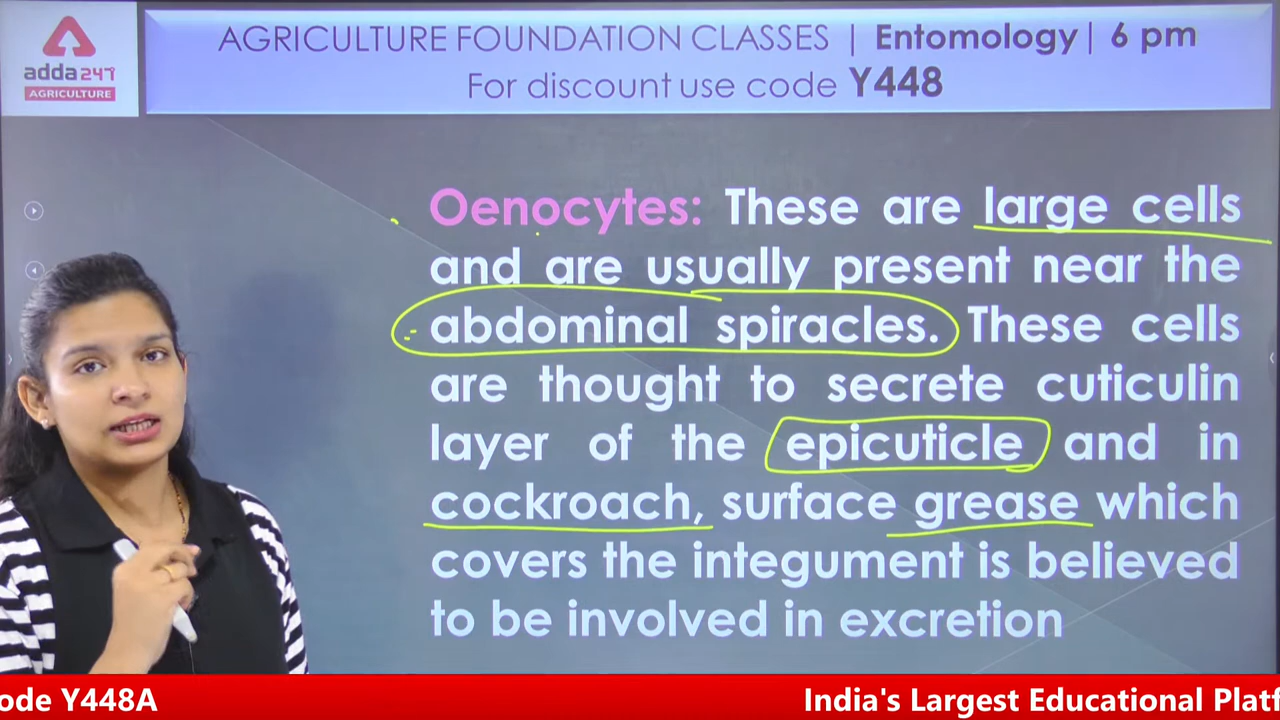 adda247
AGRICULTURE
AGRICULTURE FOUNDATION CLASSES | Entomology| 6 pm
For discount use code Y448
Oenocytes: These are large cells
and are usually present near the
abdominal spiracles. These cells
are thought to secrete cuticulin
layer of the epicuticle and in
cockroach, surface grease which
covers the integument is believed
to be involved in excretion
ode Y448A
India's Largest Educational Platf